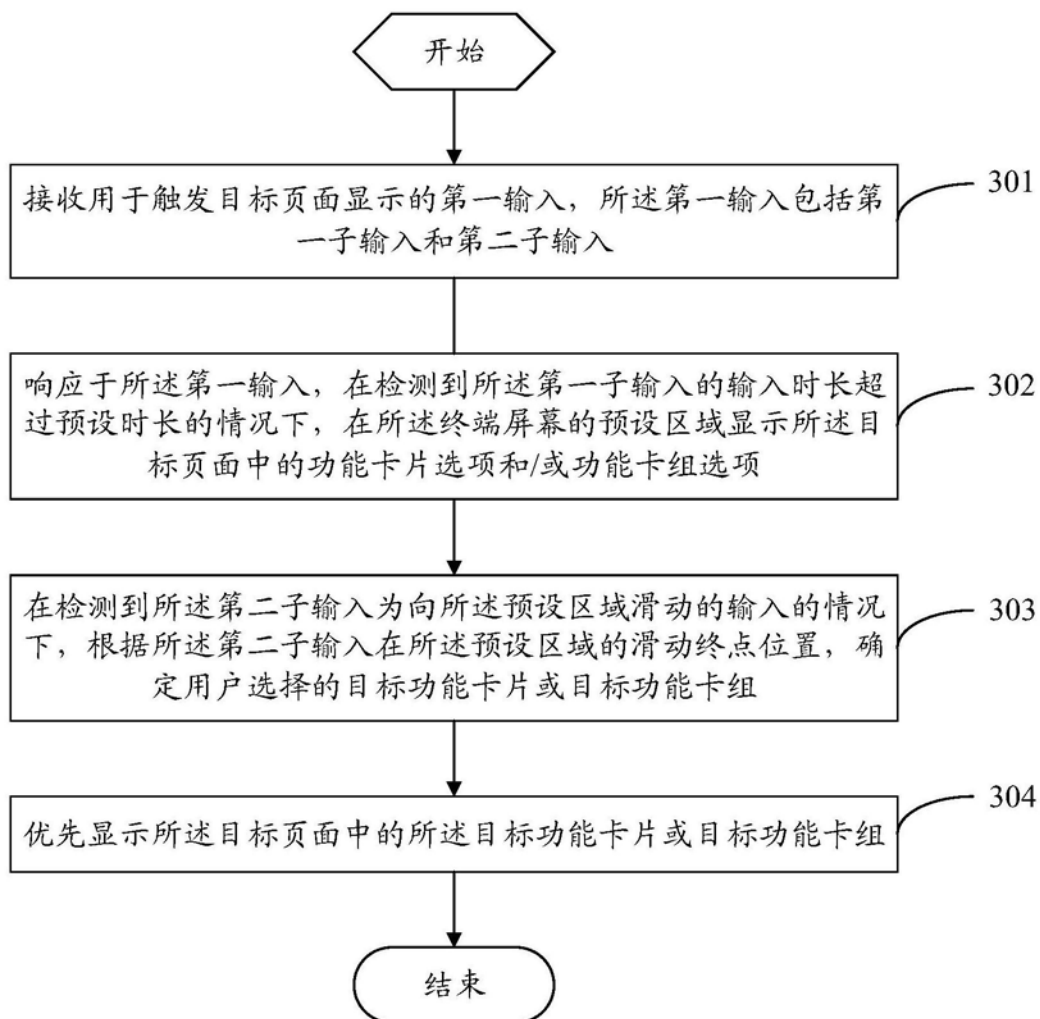 开始
接收用于触发目标页面显示的第一输入，所述第一输入包括第
一子输入和第二子输入
301
响应于所述第一输入，在检测到所述第一子输入的输入时长超
过预设时长的情况下，在所述终端屏幕的预设区域显示所述目
标页面中的功能卡片选项和/或功能卡组选项
302
在检测到所述第二子输入为向所述预设区域滑动的输入的情况
下，根据所述第二子输入在所述预设区域的滑动终点位置，确
定用户选择的目标功能卡片或目标功能卡组
303
优先显示所述目标页面中的所述目标功能卡片或目标功能卡组
304
结束